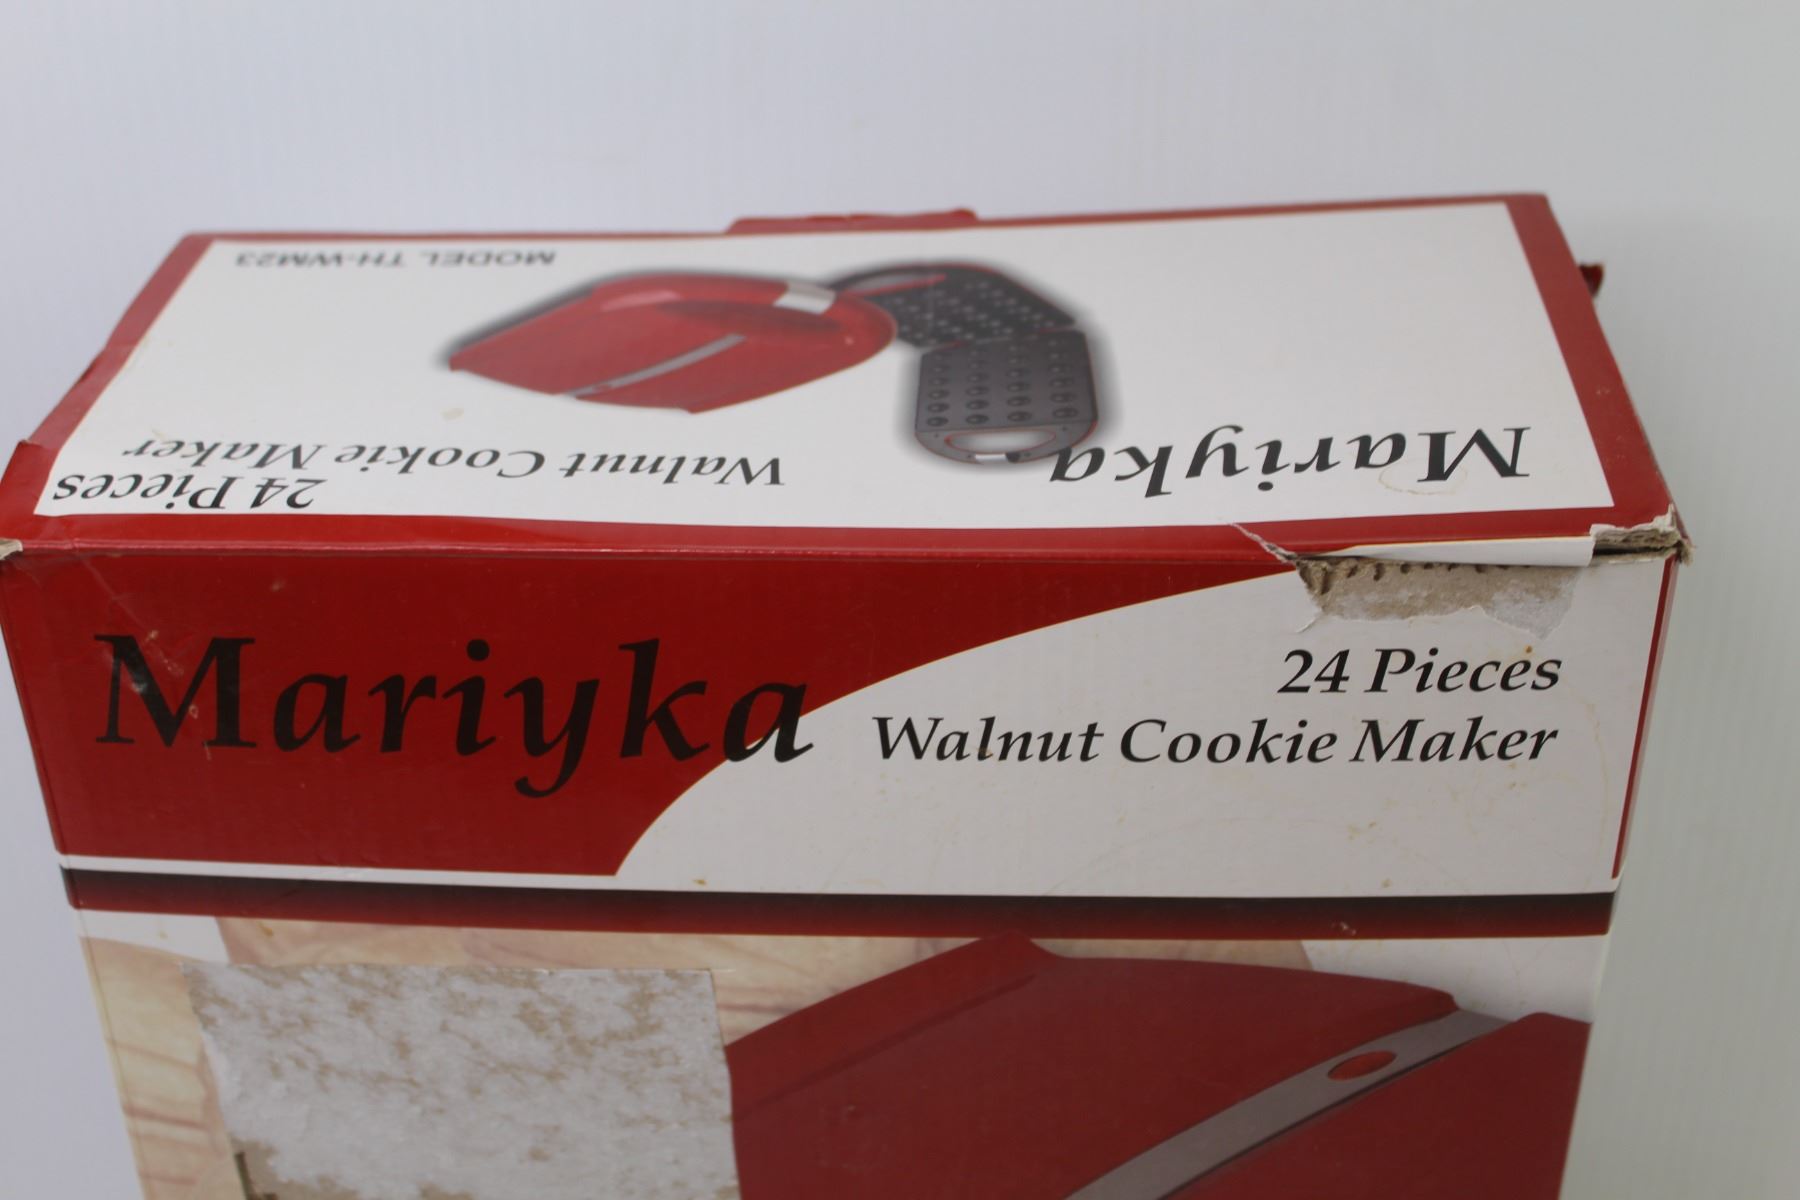 MODEL TH-WM23
Mariyka
Walnut Cookie Maker
24 Pieces
Mariyka
24 Pieces
Walnut Cookie Maker